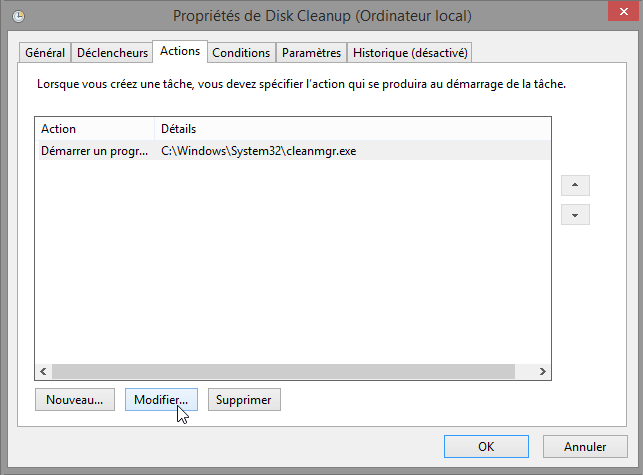 Propriétés de Disk Cleanup (Ordinateur local)
Général Déclencheurs Actions Conditions Paramètres Historique (désactivé)
Lorsque vous créez une tâche, vous devez spécifier l'action qui se produira au démarrage de la tâche.
Action Détails
Démarrer un progr... C:\Windows\System32\cleanmgr.exe
Nouveau... Modifier... Supprimer
OK Annuler